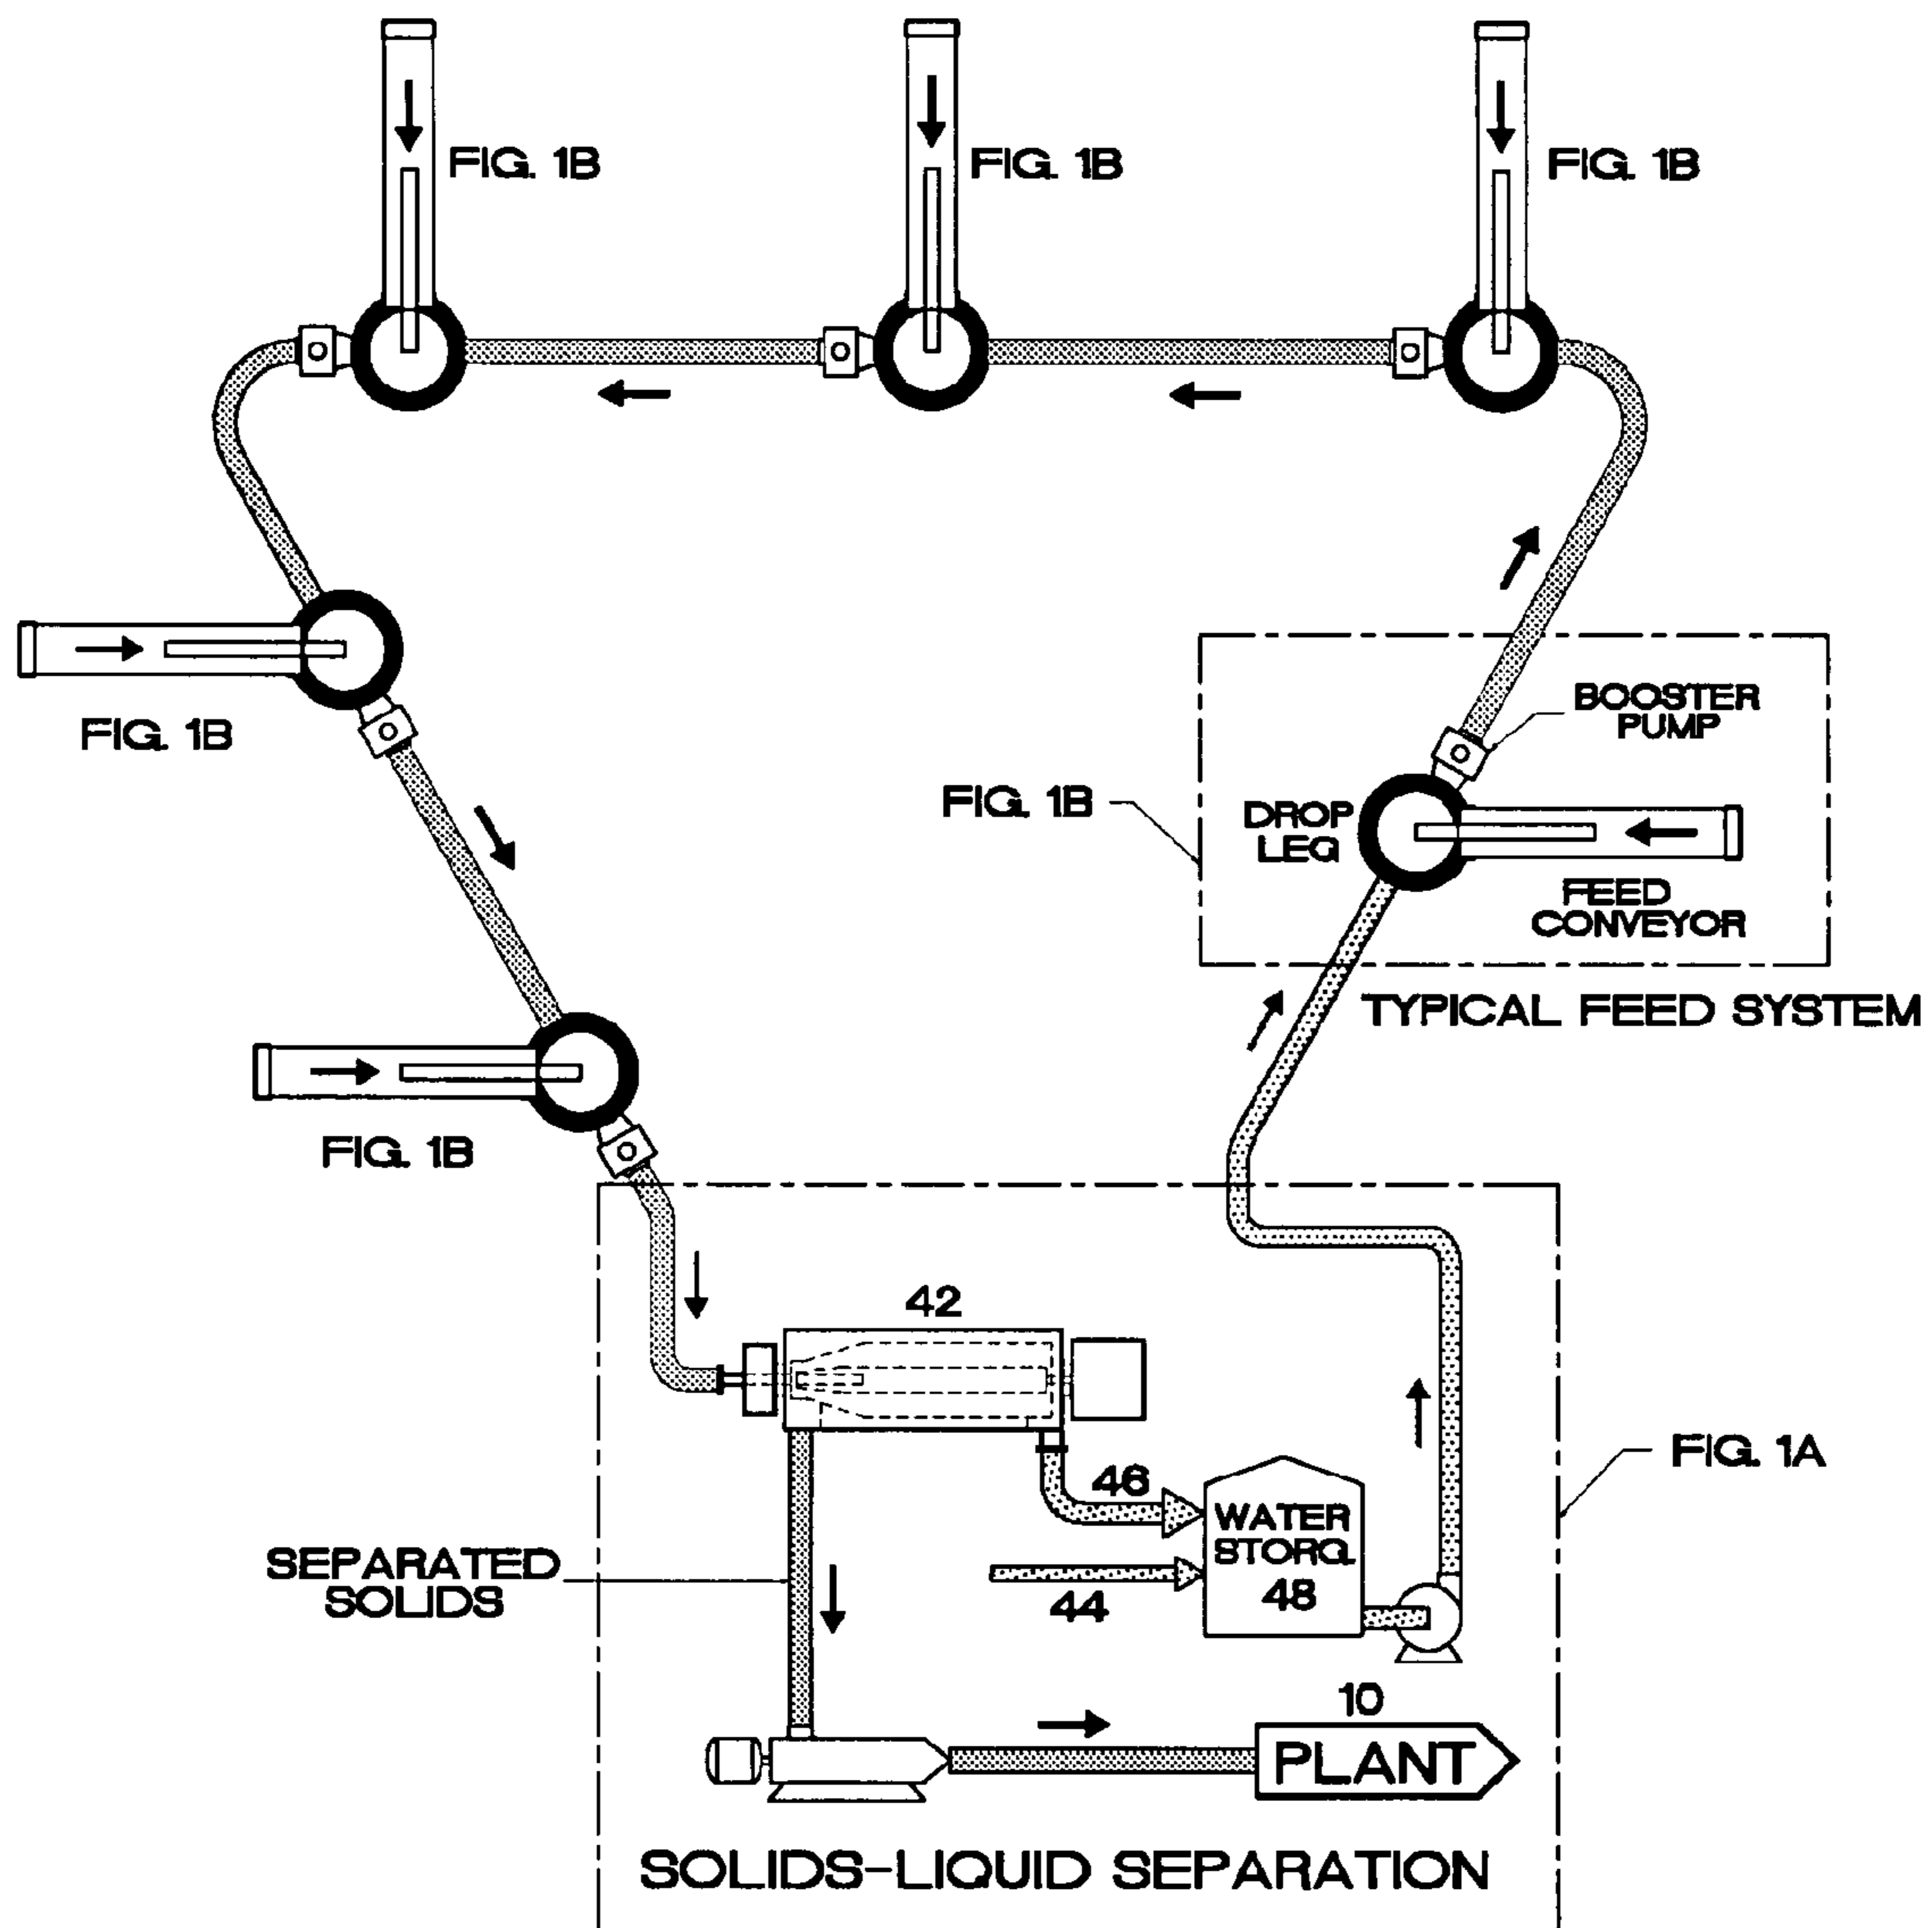 FIG. 1B
FIG. 1B
FIG. 1B
FIG. 1B
BOOSTER
PUMP
FIG. 1B
DROP
LEG
FEED
CONVEYOR
TYPICAL FEED SYSTEM
FIG. 1B
42
46
WATER
STORG.
48
44
FIG. 1A
SEPARATED
SOLIDS
10
PLANT
SOLIDS-LIQUID SEPARATION